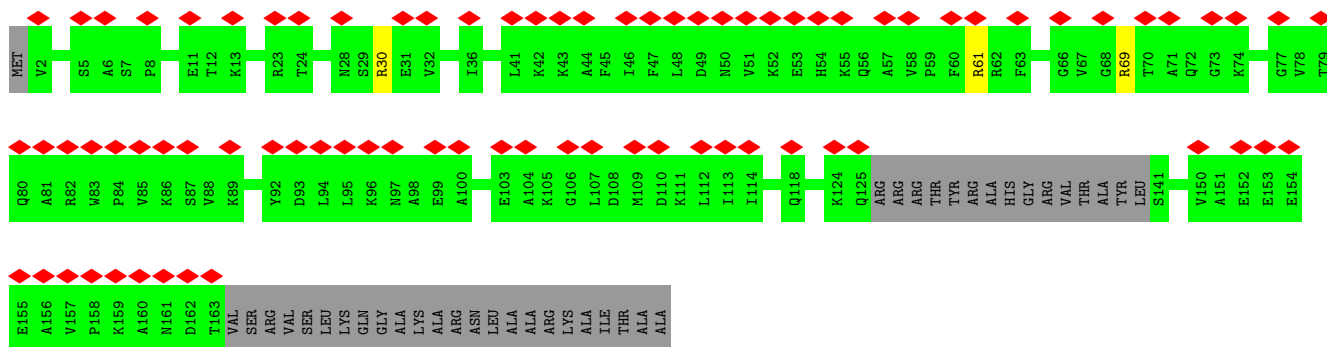 MET V2 S5 A6 S7 P8 E11 T12 K13 R23 T24 N28 S29 R30 E31 V32 I36 L41 K42 K43 A44 F45 I46 F47 L48 D49 N50 V51 K52 E53 H54 K55 Q56 A57 V58 P59 F60 R61 R62 F63 G66 V67 G68 R69 T70 A71 Q72 G73 K74 G77 V78 T79
Q80 A81 R82 W83 P84 V85 K86 S87 V88 K89 Y92 D93 L94 L95 K96 N97 A98 E99 A100 E103 A104 K105 G106 L107 D108 M109 D110 K111 L112 I113 I114 Q118 K124 Q125 ARG ARG ARG THR TYR ARG ALA HIS GLY ARG VAL THR ALA TYR LEU S141 V150 A151 E152 E153 E154
E155 A156 V157 P158 K159 A160 N161 D162 T163 VAL SER ARG VAL SER LEU LYS GLN GLY ALA LYS ALA ARG ASN LEU ALA ALA ARG LYS ALA ILE THR ALA ALA